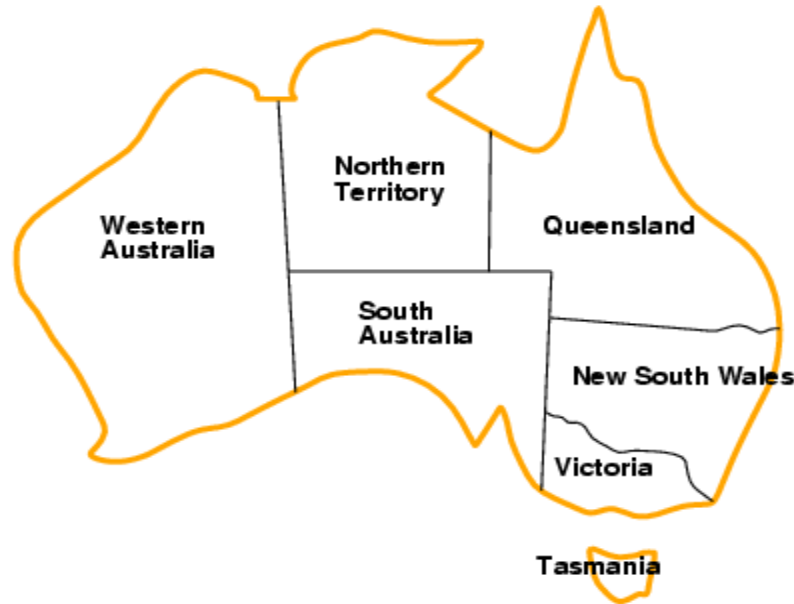 Northern
Territory
Western
Australia
Queensland
South
Australia
New South Wales
Victoria
Tasmania